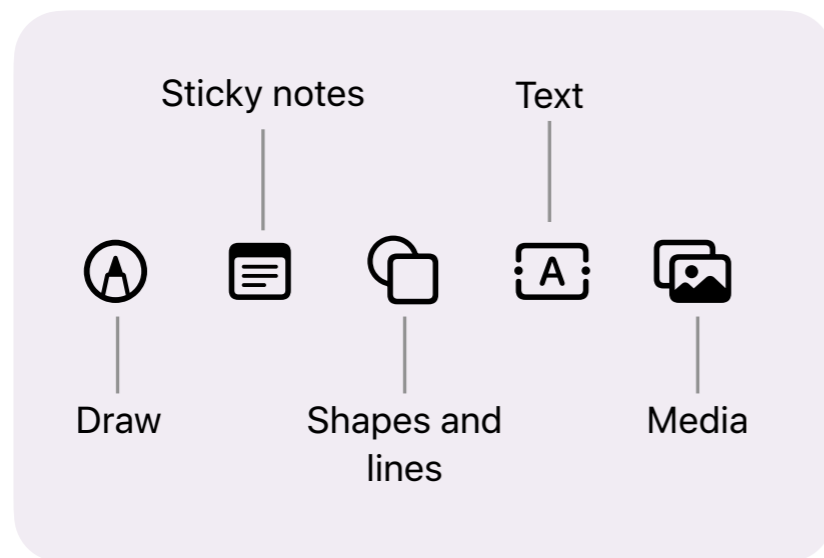 Sticky notes
Text
A
Draw
Shapes and
lines
Media